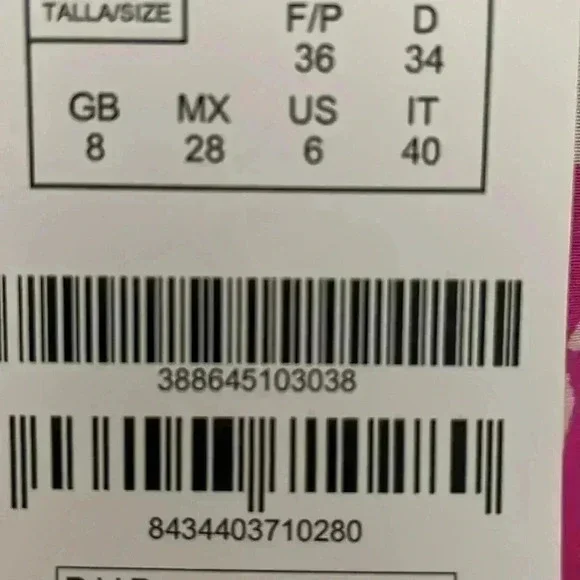 TALLA/SIZE
F/P D
36 34
GB MX US IT
8 28 6 40
388645103038
8434403710280